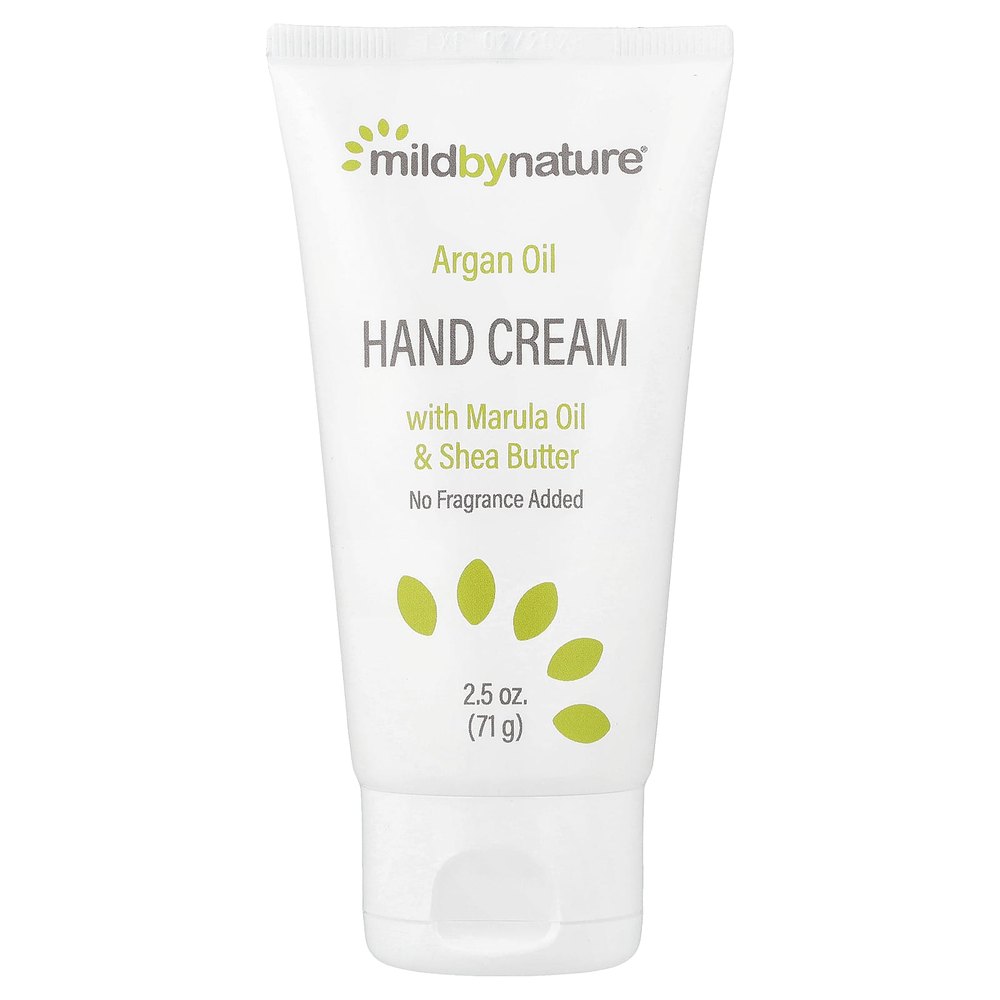 mildbynature®
Argan Oil
HAND CREAM
with Marula Oil
& Shea Butter
No Fragrance Added
2.5 oz.
(71 g)